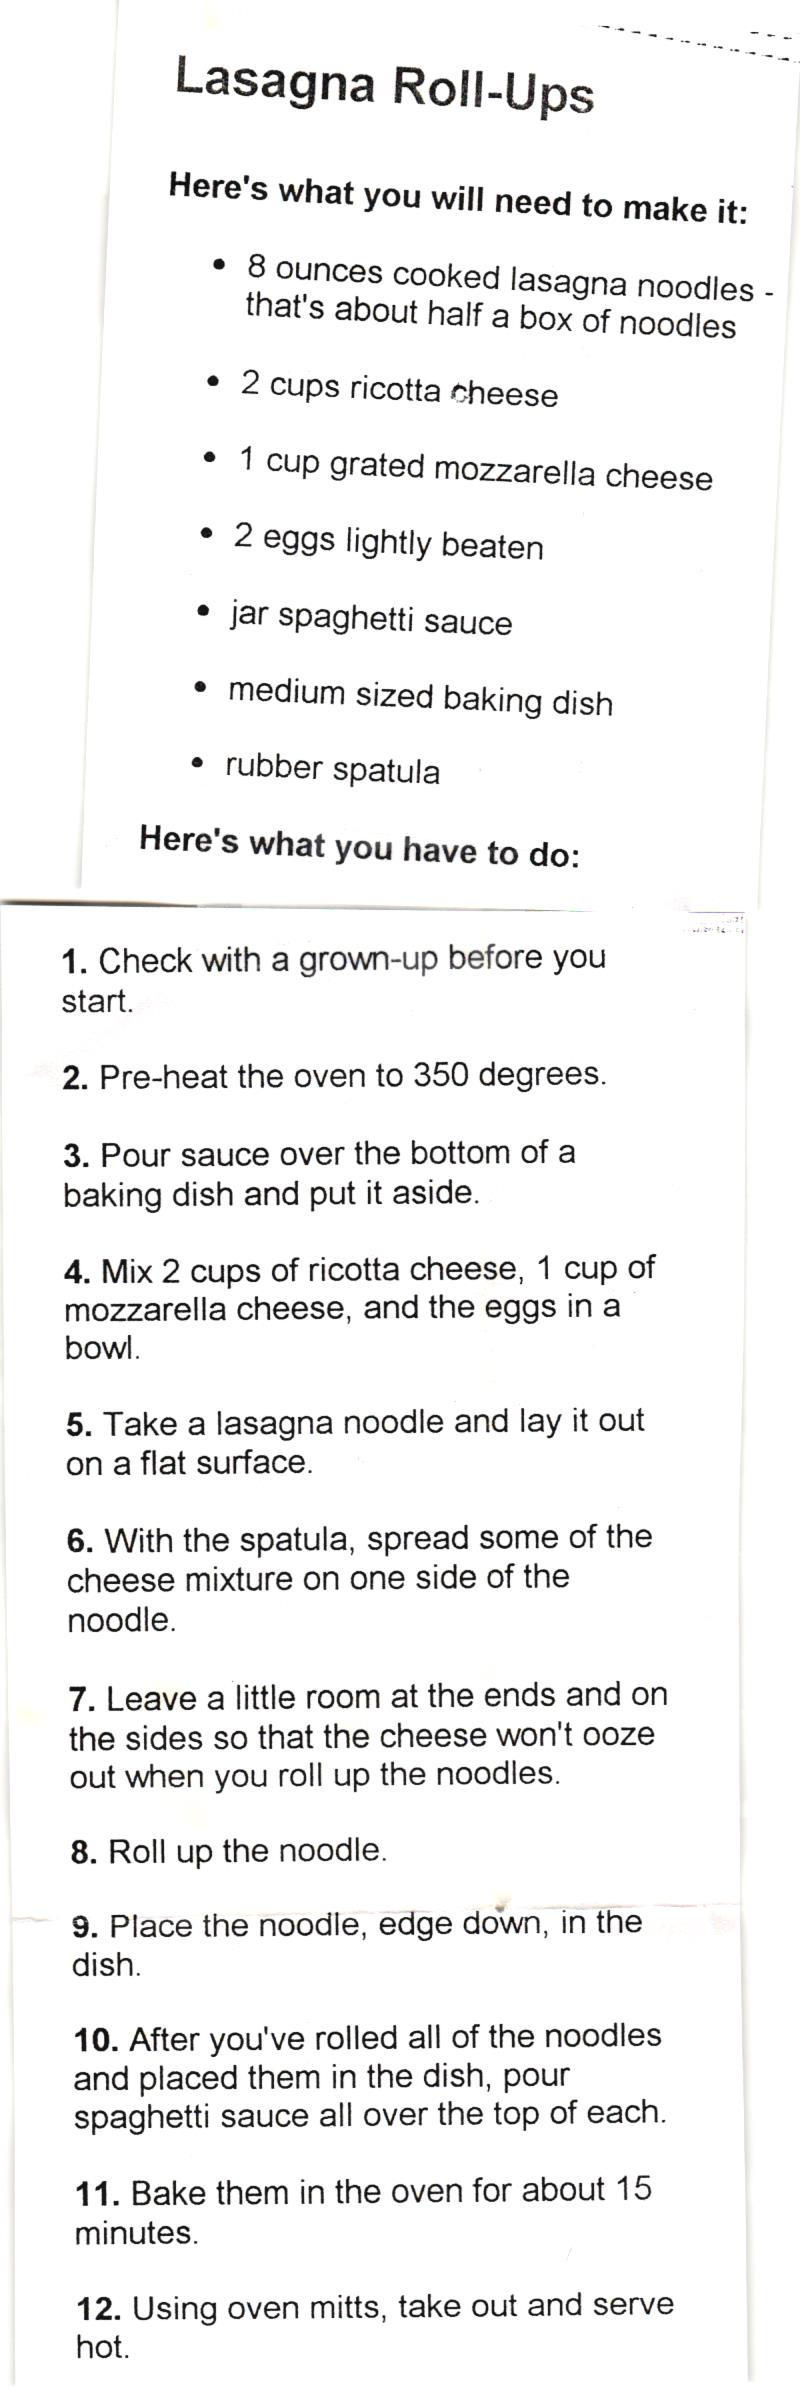 Lasagna Roll-Ups
Here's what you will need to make it:
• 8 ounces cooked lasagna noodles -
that's about half a box of noodles
• 2 cups ricotta cheese
• 1 cup grated mozzarella cheese
• 2 eggs lightly beaten
• jar spaghetti sauce
• medium sized baking dish
• rubber spatula
Here's what you have to do:
1. Check with a grown-up before you
start.
2. Pre-heat the oven to 350 degrees.
3. Pour sauce over the bottom of a
baking dish and put it aside.
4. Mix 2 cups of ricotta cheese, 1 cup of
mozzarella cheese, and the eggs in a
bowl.
5. Take a lasagna noodle and lay it out
on a flat surface.
6. With the spatula, spread some of the
cheese mixture on one side of the
noodle.
7. Leave a little room at the ends and on
the sides so that the cheese won't ooze
out when you roll up the noodles.
8. Roll up the noodle.
9. Place the noodle, edge down, in the
dish.
10. After you've rolled all of the noodles
and placed them in the dish, pour
spaghetti sauce all over the top of each.
11. Bake them in the oven for about 15
minutes.
12. Using oven mitts, take out and serve
hot.